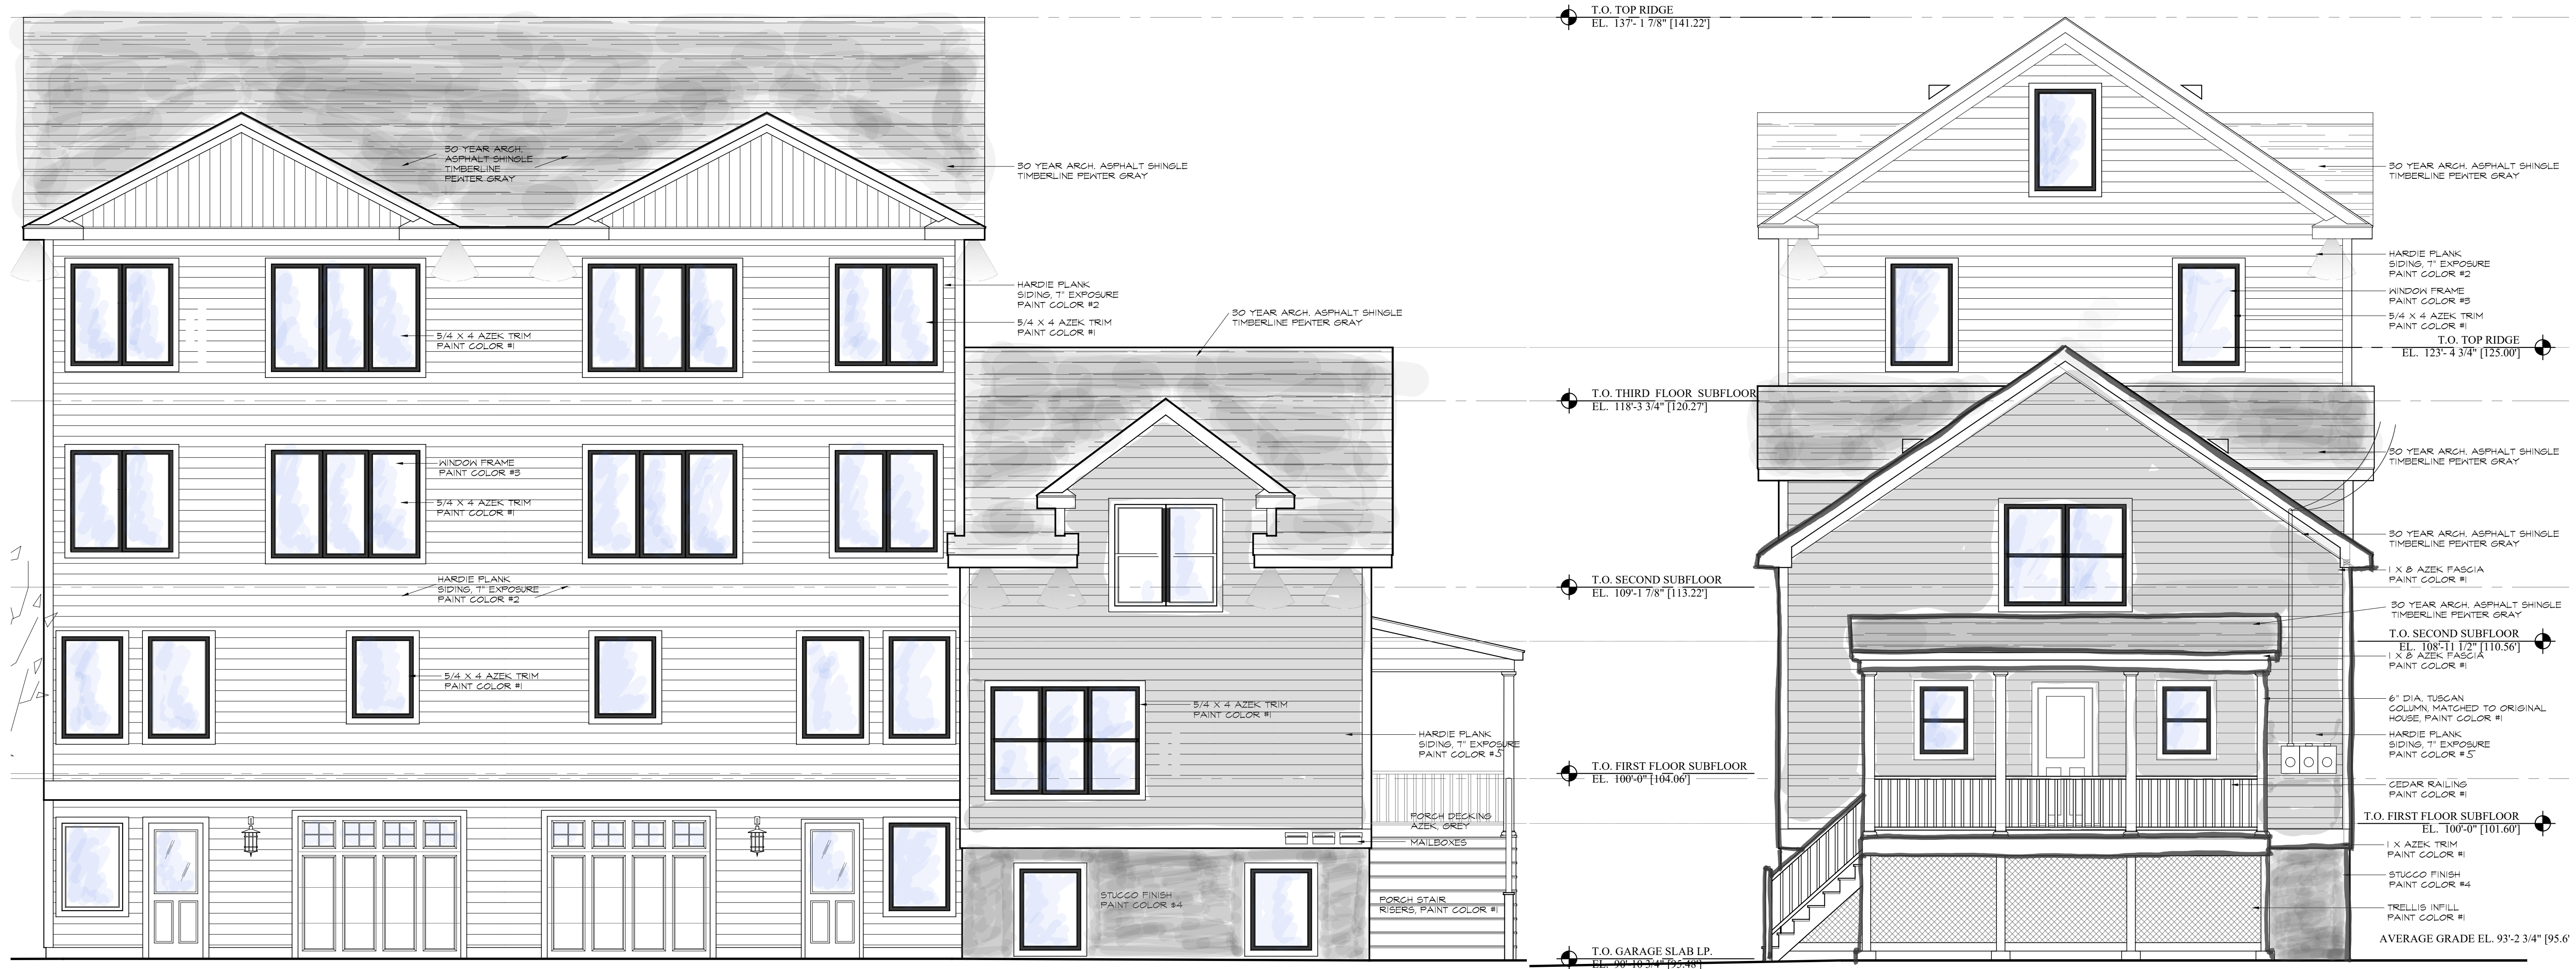 T.O. TOP RIDGE
EL. 137'- 1 7/8" [141.22']
30 YEAR ARCH.
ASPHALT SHINGLE
TIMBERLINE
PEWTER GRAY
30 YEAR ARCH. ASPHALT SHINGLE
TIMBERLINE PEWTER GRAY
HARDIE PLANK
SIDING, 7" EXPOSURE
PAINT COLOR #2
5/4 X 4 AZEK TRIM
PAINT COLOR #1
5/4 X 4 AZEK TRIM
PAINT COLOR #1
30 YEAR ARCH. ASPHALT SHINGLE
TIMBERLINE PEWTER GRAY
WINDOW FRAME
PAINT COLOR #3
5/4 X 4 AZEK TRIM
PAINT COLOR #1
HARDIE PLANK
SIDING, 7" EXPOSURE
PAINT COLOR #2
5/4 X 4 AZEK TRIM
PAINT COLOR #1
5/4 X 4 AZEK TRIM
PAINT COLOR #1
HARDIE PLANK
SIDING, 7" EXPOSURE
PAINT COLOR #5
PORCH DECKING
AZEK, GREY
MAILBOXES
STUCCO FINISH
PAINT COLOR #4
PORCH STAIR
RISERS, PAINT COLOR #1
T.O. THIRD FLOOR SUBFLOOR
EL. 118'-3 3/4" [120.27']
T.O. SECOND SUBFLOOR
EL. 109'-1 7/8" [113.22']
T.O. FIRST FLOOR SUBFLOOR
EL. 100'-0" [104.06']
T.O. GARAGE SLAB LP.
EL. 90'-10 3/4" [95.48']
30 YEAR ARCH. ASPHALT SHINGLE
TIMBERLINE PEWTER GRAY
HARDIE PLANK
SIDING, 7" EXPOSURE
PAINT COLOR #2
WINDOW FRAME
PAINT COLOR #3
5/4 X 4 AZEK TRIM
PAINT COLOR #1
T.O. TOP RIDGE
EL. 123'- 4 3/4" [125.00']
30 YEAR ARCH. ASPHALT SHINGLE
TIMBERLINE PEWTER GRAY
30 YEAR ARCH. ASPHALT SHINGLE
TIMBERLINE PEWTER GRAY
1 X 8 AZEK FASCIA
PAINT COLOR #1
30 YEAR ARCH. ASPHALT SHINGLE
TIMBERLINE PEWTER GRAY
T.O. SECOND SUBFLOOR
EL. 108'-11 1/2" [110.56']
1 X 8 AZEK FASCIA
PAINT COLOR #1
6" DIA. TUSCAN
COLUMN, MATCHED TO ORIGINAL
HOUSE, PAINT COLOR #1
HARDIE PLANK
SIDING, 7" EXPOSURE
PAINT COLOR #5
CEDAR RAILING
PAINT COLOR #1
T.O. FIRST FLOOR SUBFLOOR
EL. 100'-0" [101.60']
1 X AZEK TRIM
PAINT COLOR #1
STUCCO FINISH
PAINT COLOR #4
TRELLIS INFILL
PAINT COLOR #1
AVERAGE GRADE EL. 93'-2 3/4" [95.6'